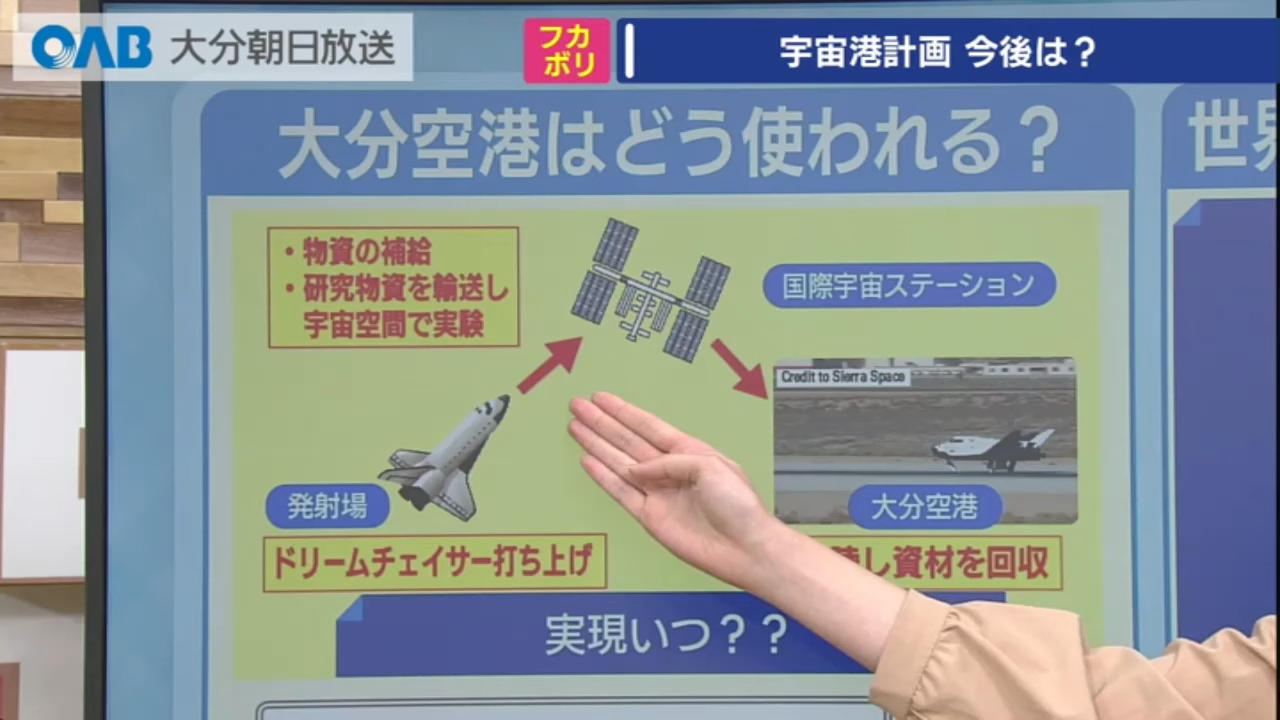 OAB 大分朝日放送
フカ
ボリ
宇宙港計画 今後は？
大分空港はどう使われる？
・物資の補給
・研究物資を輸送し
宇宙空間で実験
国際宇宙ステーション
Credit to Sierra Space
発射場
大分空港
ドリームチェイサー打ち上げ
し資材を回収
実現いつ？？